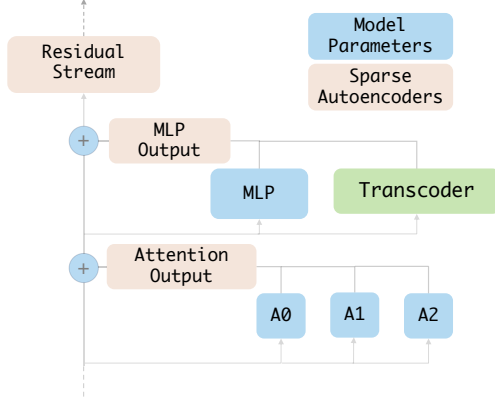 Model
Parameters
Residual
Stream
Sparse
Autoencoders
+
MLP
Output
MLP
Transcoder
+
Attention
Output
A0
A1
A2